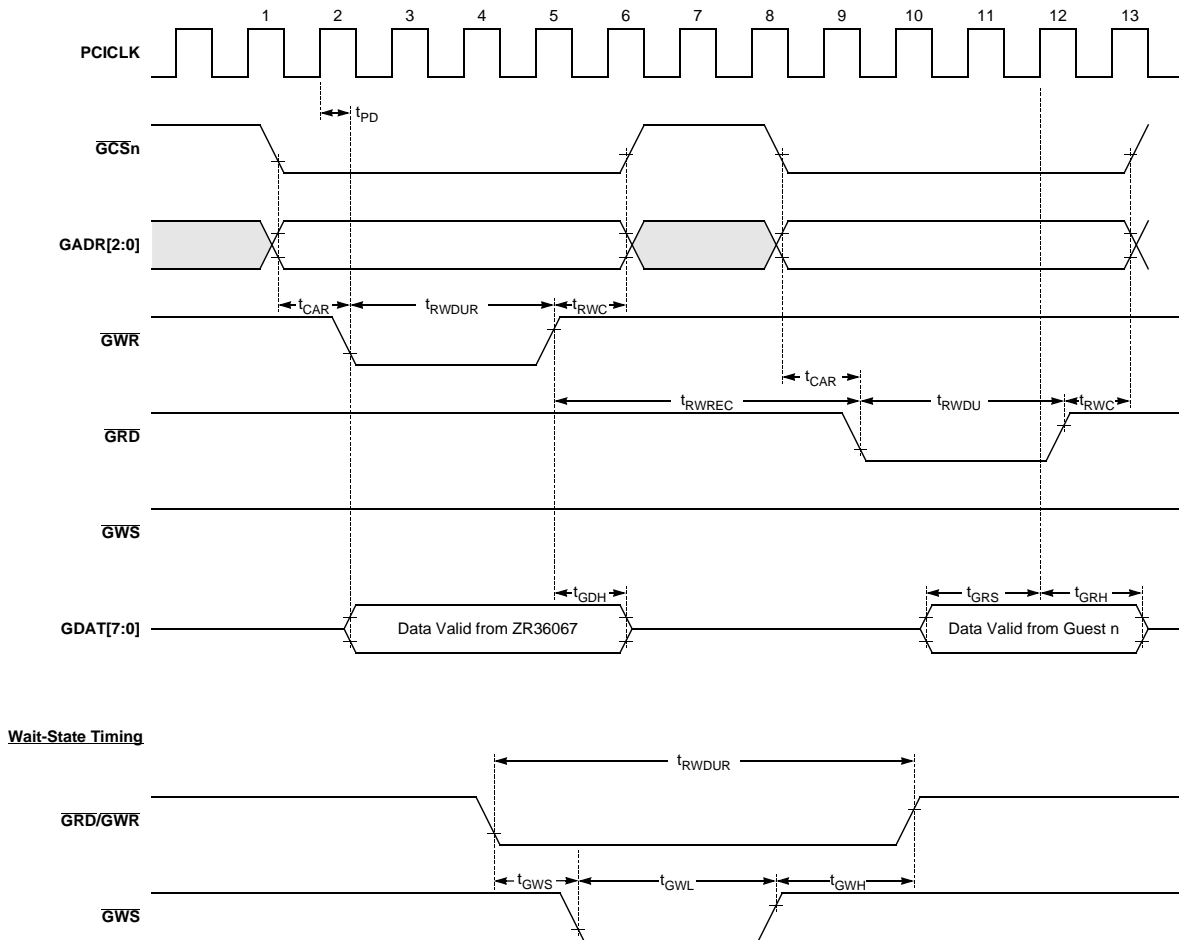 1 2 3 4 5 6 7 8 9 10 11 12 13
PCICLK
tPD
GCSn
GADR[2:0]
tCAR tRWDUR tRWC
GWR
tCAR
tRWREC tRWDU tRWC
GRD
GWS
tGDH tGRS tGRH
GDAT[7:0] Data Valid from ZR36067 Data Valid from Guest n
Wait-State Timing
tRWDUR
GRD/GWR
tGWS tGWL tGWH
GWS